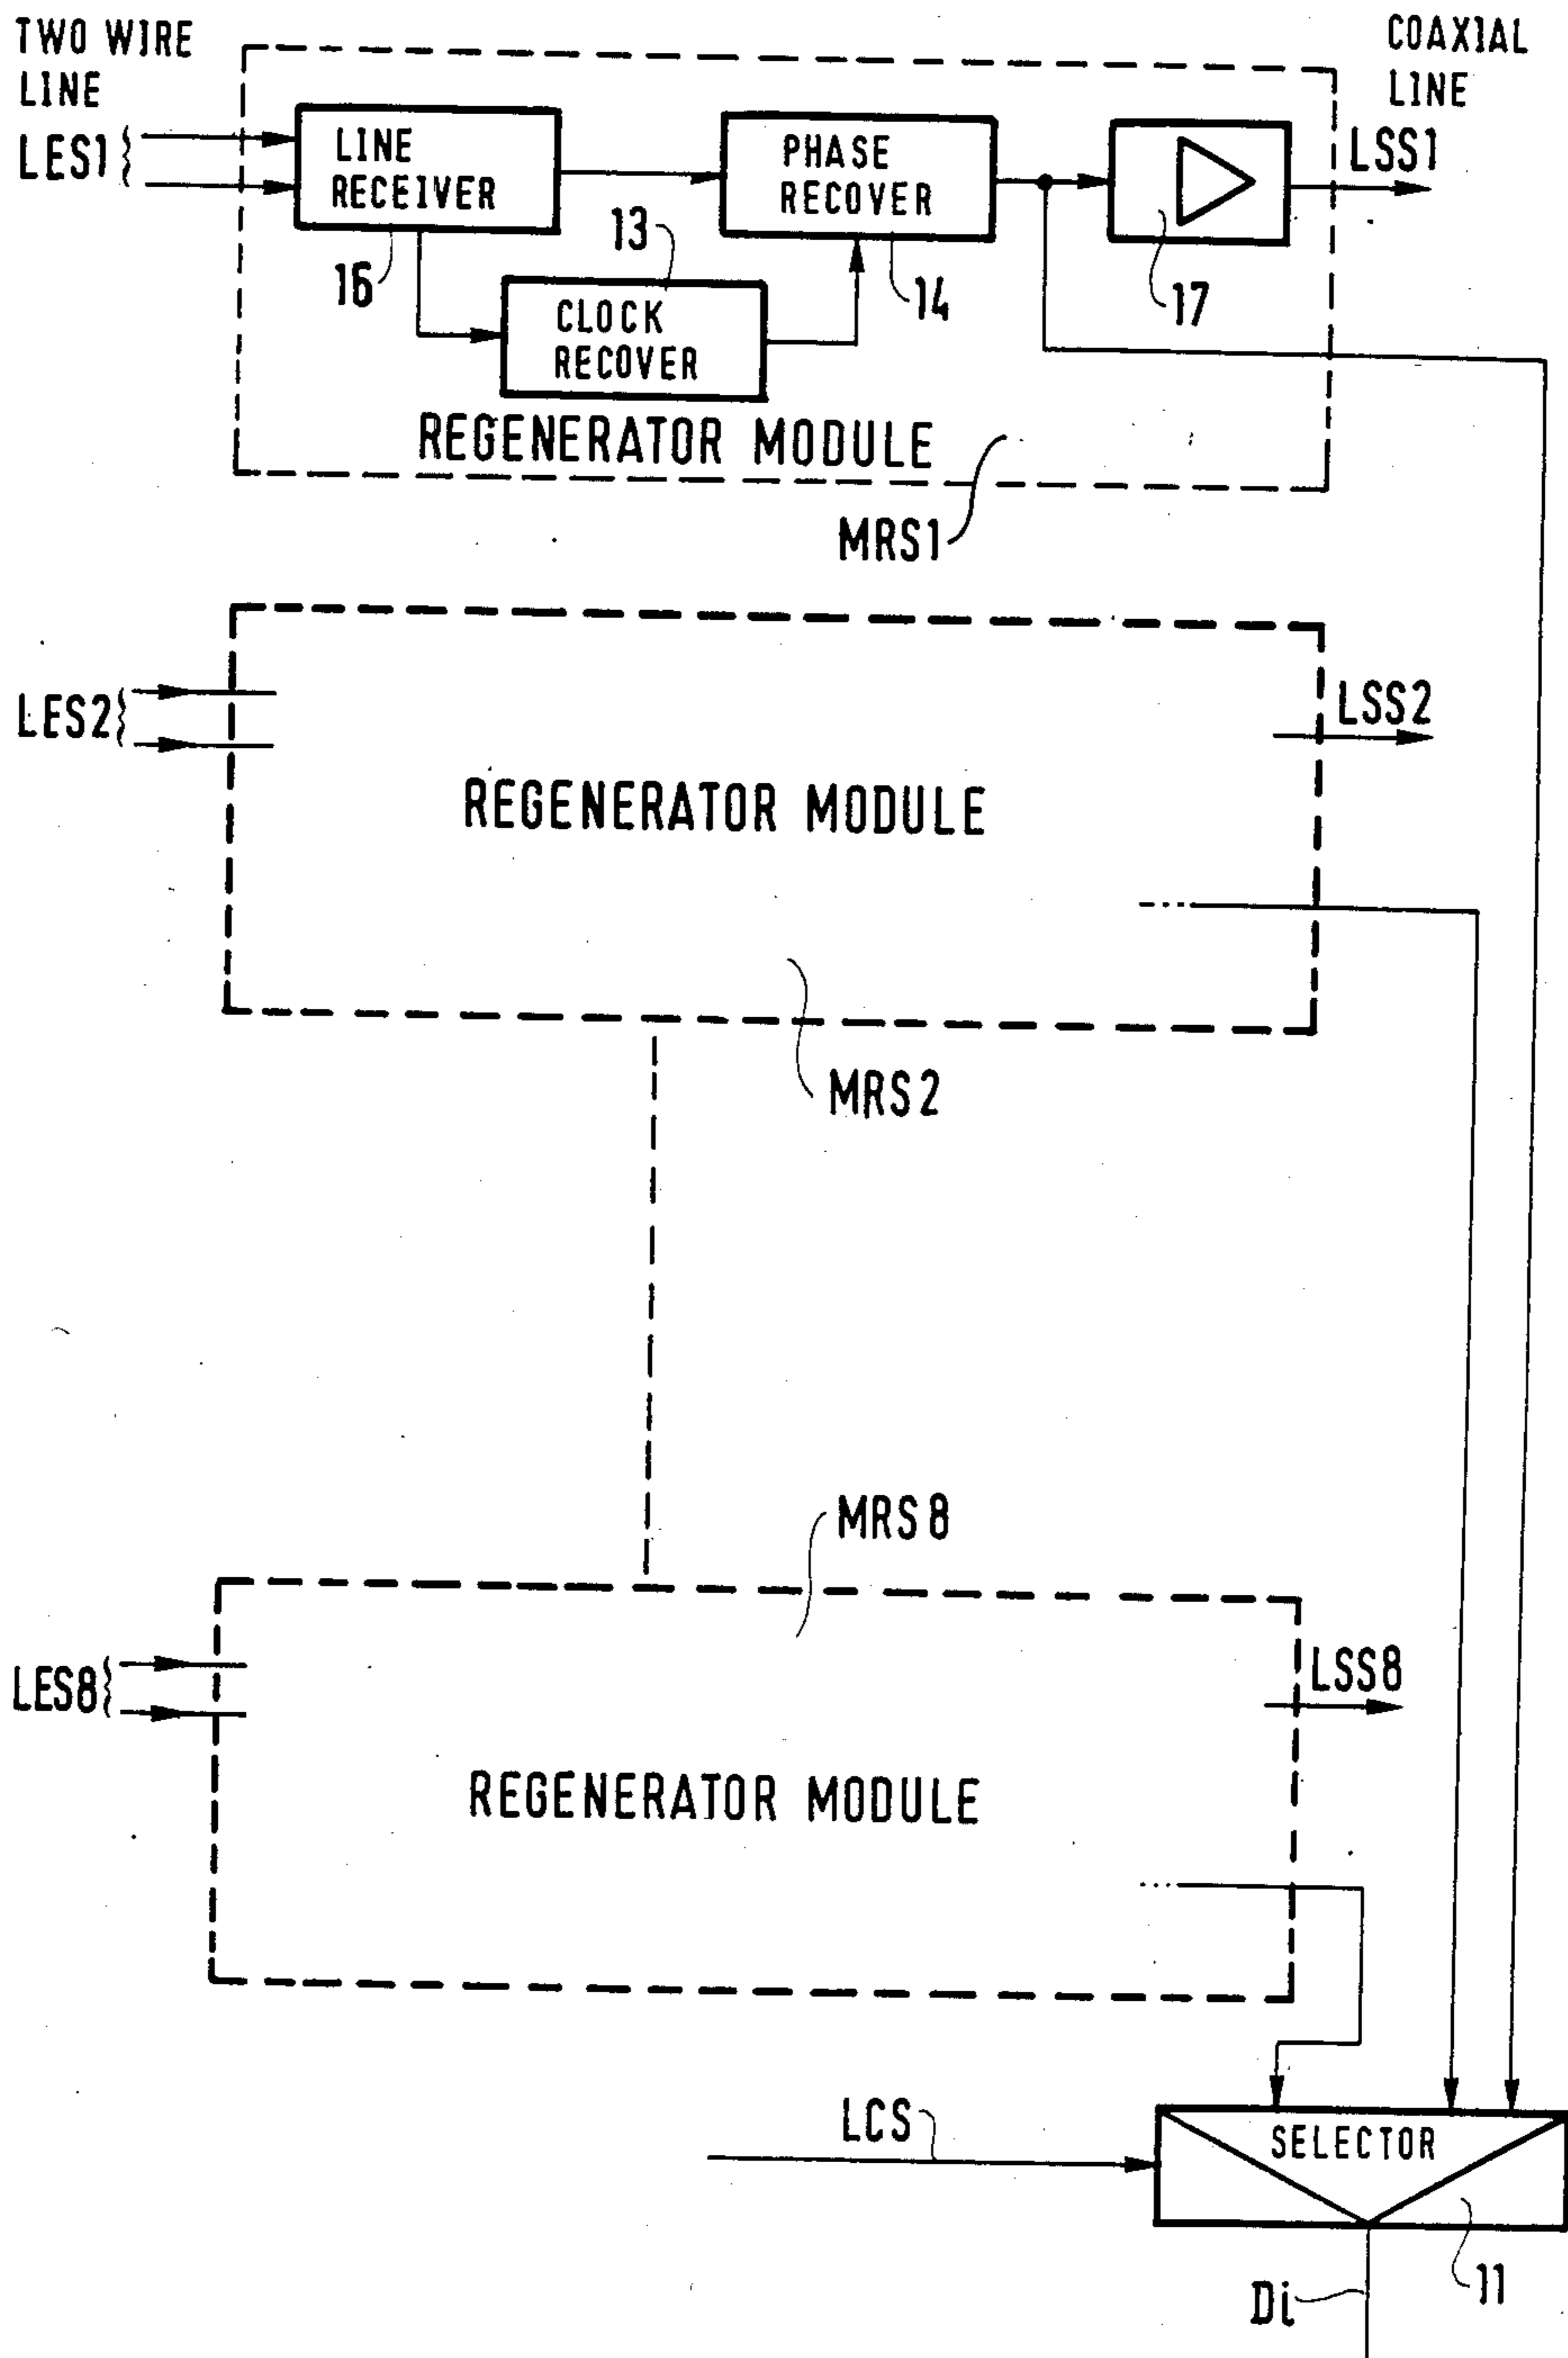 TWO WIRE
LINE
COAXIAL
LINE
LES1
LINE
RECEIVER
PHASE
RECOVER
LSS1
16
13
14
17
CLOCK
RECOVER
REGENERATOR MODULE
MRS1
LES2
LSS2
REGENERATOR MODULE
MRS2
MRS8
LES8
LSS8
REGENERATOR MODULE
LCS
SELECTOR
11
Di